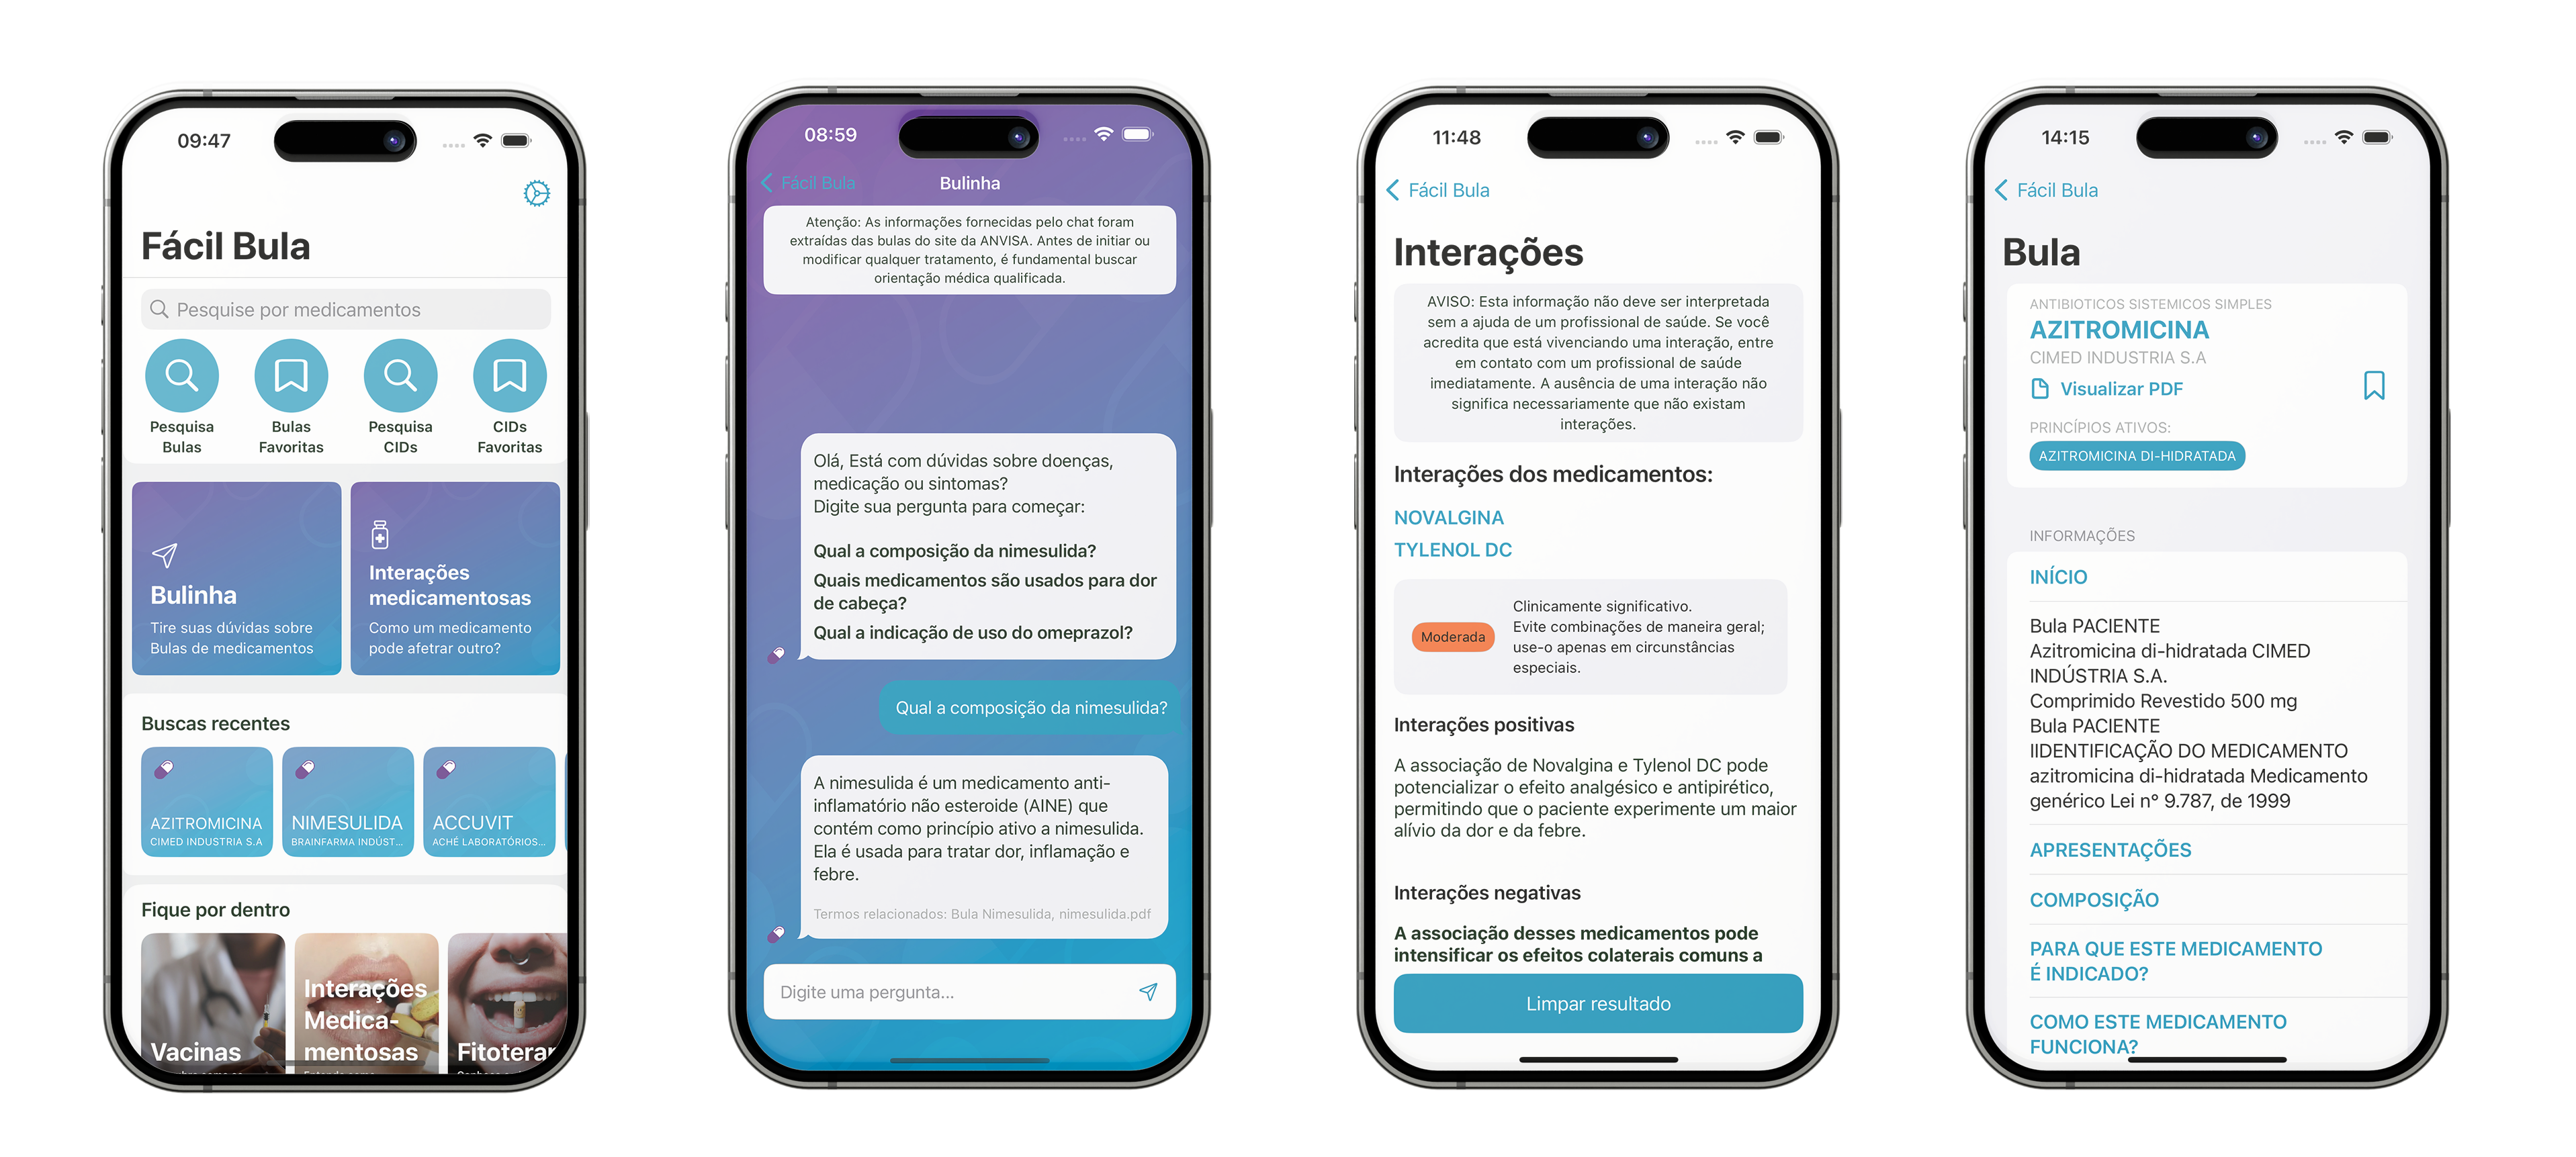 09:47
Fácil Bula
Pesquise por medicamentos
Pesquisa
Bulas
Bulas
Favoritas
Pesquisa
CIDs
CIDs
Favoritas
Bulinha
Tire suas dúvidas sobre
Bulas de medicamentos
Interações
medicamentosas
Como um medicamento
pode afetrar outro?
Buscas recentes
AZITROMICINA
CIMED INDUSTRIA S.A
NIMESULIDA
BRAINFARMA INDÚST...
ACCUVIT
ACHÉ LABORATÓRIOS...
Fique por dentro
Vacinas
Interações
Medica-
mentosas
Fitoterap
08:59
Fácil Bula
Bulinha
Atenção: As informações fornecidas pelo chat foram
extraídas das bulas do site da ANVISA. Antes de initiar ou
modificar qualquer tratamento, é fundamental buscar
orientação médica qualificada.
Olá, Está com dúvidas sobre doenças,
medicação ou sintomas?
Digite sua pergunta para começar:
Qual a composição da nimesulida?
Quais medicamentos são usados para dor
de cabeça?
Qual a indicação de uso do omeprazol?
Qual a composição da nimesulida?
A nimesulida é um medicamento anti-
inflamatório não esteroide (AINE) que
contém como princípio ativo a nimesulida.
Ela é usada para tratar dor, inflamação e
febre.
Termos relacionados: Bula Nimesulida, nimesulida.pdf
Digite uma pergunta...
11:48
Fácil Bula
Interações
AVISO: Esta informação não deve ser interpretada
sem a ajuda de um profissional de saúde. Se você
acredita que está vivenciando uma interação, entre
em contato com um profissional de saúde
imediatamente. A ausência de uma interação não
significa necessariamente que não existam
interações.
Interações dos medicamentos:
NOVALGINA
TYLENOL DC
Moderada
Clinicamente significativo.
Evite combinações de maneira geral;
use-o apenas em circunstâncias
especiais.
Interações positivas
A associação de Novalgina e Tylenol DC pode
potencializar o efeito analgésico e antipirético,
permitindo que o paciente experimente um maior
alívio da dor e da febre.
Interações negativas
A associação desses medicamentos pode
intensificar os efeitos colaterais comuns a
Limpar resultado
14:15
Fácil Bula
Bula
ANTIBIOTICOS SISTEMICOS SIMPLES
AZITROMICINA
CIMED INDUSTRIA S.A
Visualizar PDF
PRINCÍPIOS ATIVOS:
AZITROMICINA DI-HIDRATADA
INFORMAÇÕES
INÍCIO
Bula PACIENTE
Azitromicina di-hidratada CIMED
INDÚSTRIA S.A.
Comprimido Revestido 500 mg
Bula PACIENTE
IIDENTIFICAÇÃO DO MEDICAMENTO
azitromicina di-hidratada Medicamento
genérico Lei nº 9.787, de 1999
APRESENTAÇÕES
COMPOSIÇÃO
PARA QUE ESTE MEDICAMENTO
É INDICADO?
COMO ESTE MEDICAMENTO
FUNCIONA?